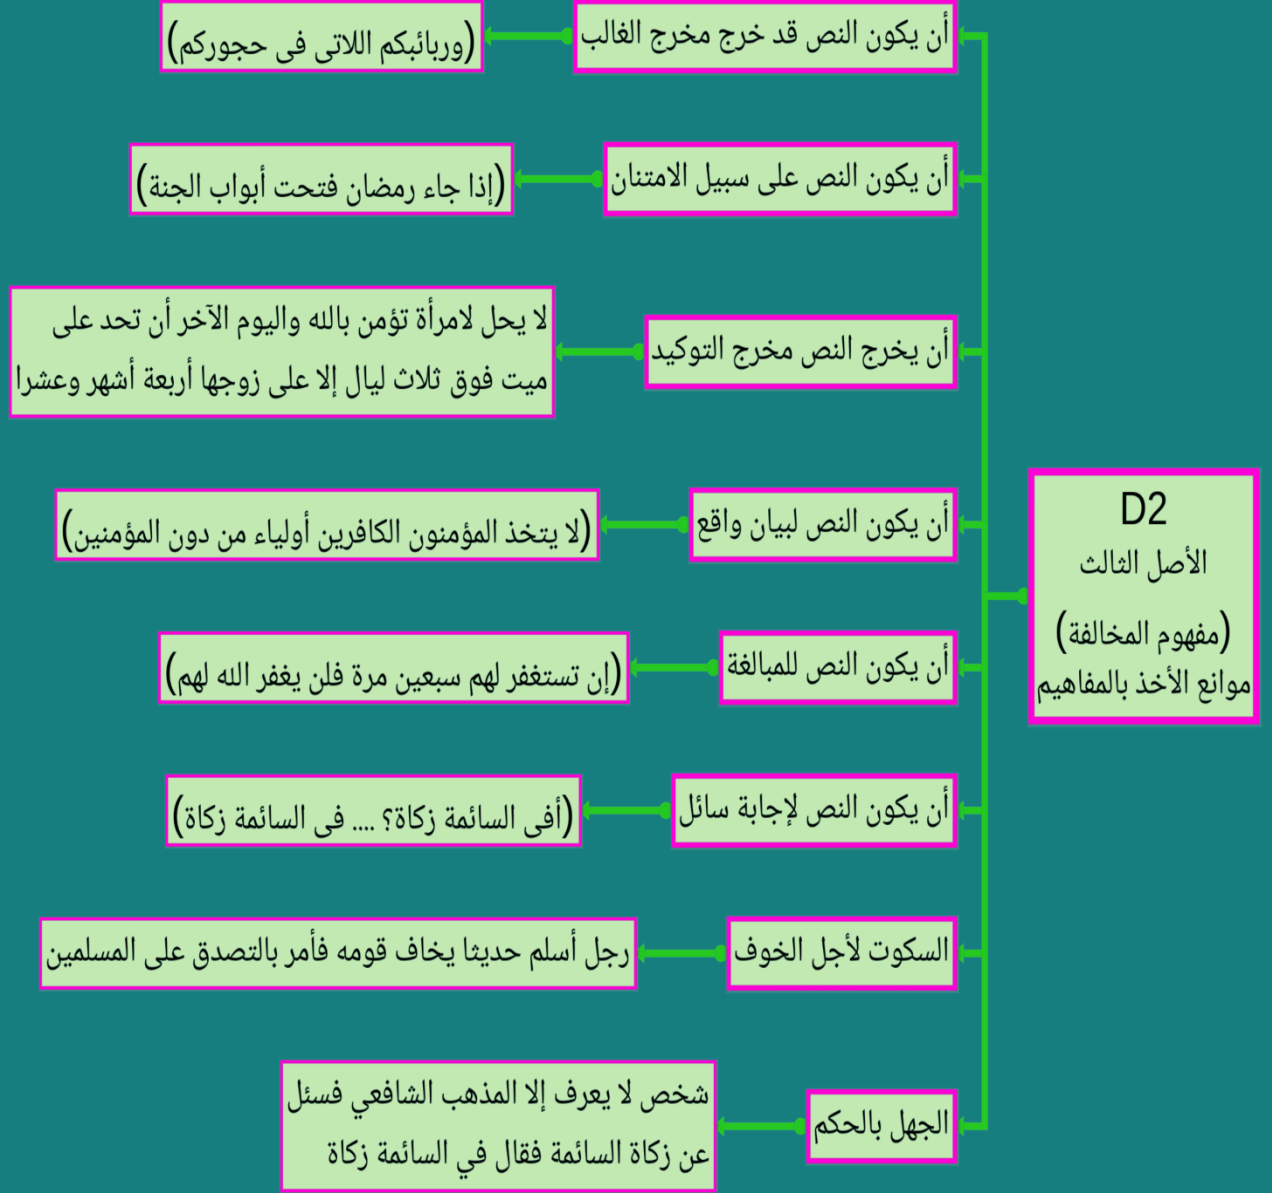 D2
الأصل الثالث
(مفهوم المخالفة)
موانع الأخذ بالمفاهيم
أن يكون النص قد خرج مخرج الغالب
(وربائبكم اللاتى فى حجوركم)
أن يكون النص على سبيل الامتنان
(إذا جاء رمضان فتحت أبواب الجنة)
أن يخرج النص مخرج التوكيد
لا يحل لامرأة تؤمن بالله واليوم الآخر أن تحد على
ميت فوق ثلاث ليال إلا على زوجها أربعة أشهر وعشرا
أن يكون النص لبيان واقع
(لا يتخذ المؤمنون الكافرين أولياء من دون المؤمنين)
أن يكون النص للمبالغة
(إن تستغفر لهم سبعين مرة فلن يغفر الله لهم)
أن يكون النص لإجابة سائل
(أفى السائمة زكاة؟ .... فى السائمة زكاة)
السكوت لأجل الخوف
رجل أسلم حديثا يخاف قومه فأمر بالتصدق على المسلمين
الجهل بالحكم
شخص لا يعرف إلا المذهب الشافعي فسئل
عن زكاة السائمة فقال في السائمة زكاة